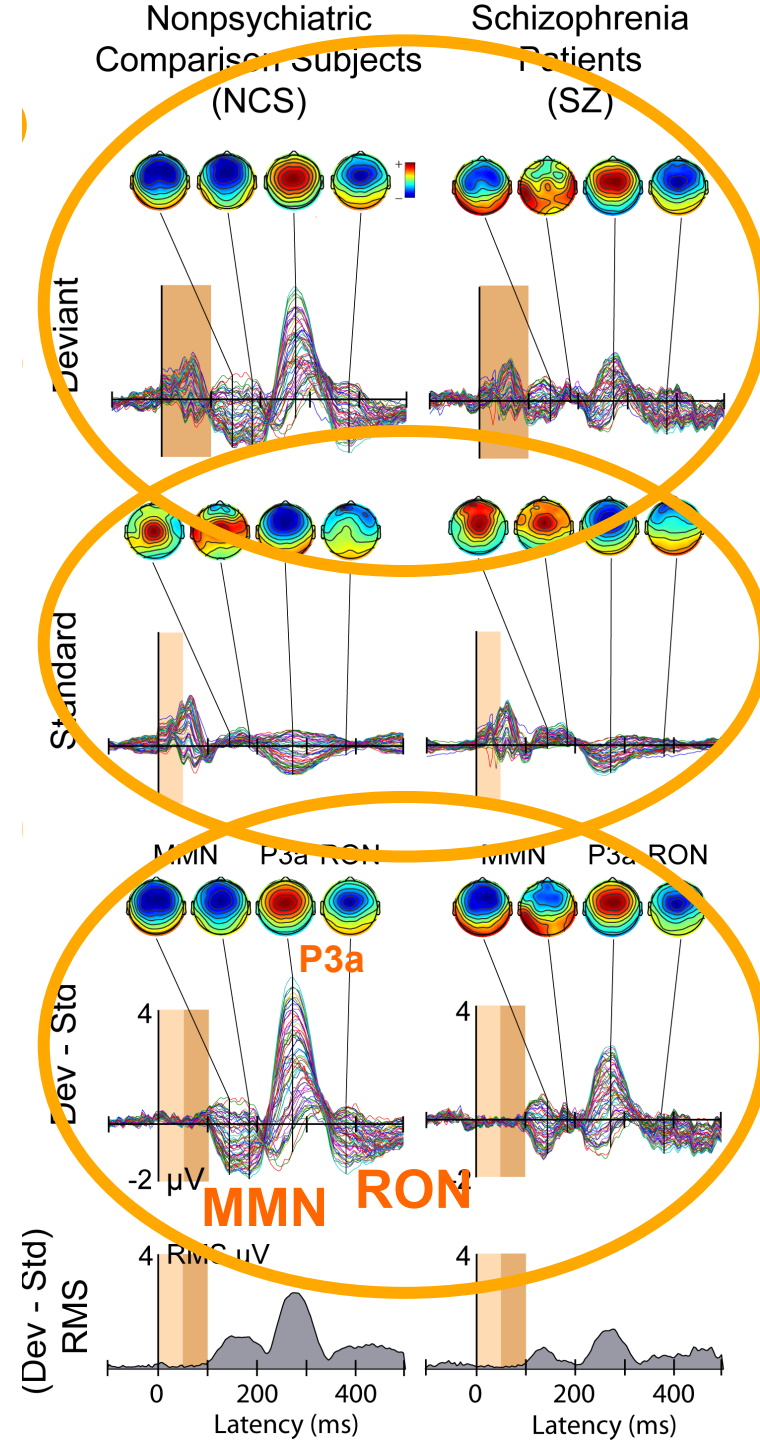 Nonpsychiatric
Comparison Subjects
(NCS)
Schizophrenia
Patients
(SZ)
+
−
Deviant
Standard
MMN P3a RON
MMN P3a RON
P3a
Dev - Std
4
4
-2 µV
-2
MMN
RON
(Dev - Std)
RMS
4
RMS µV
4
0 200 400
0 200 400
Latency (ms)
Latency (ms)